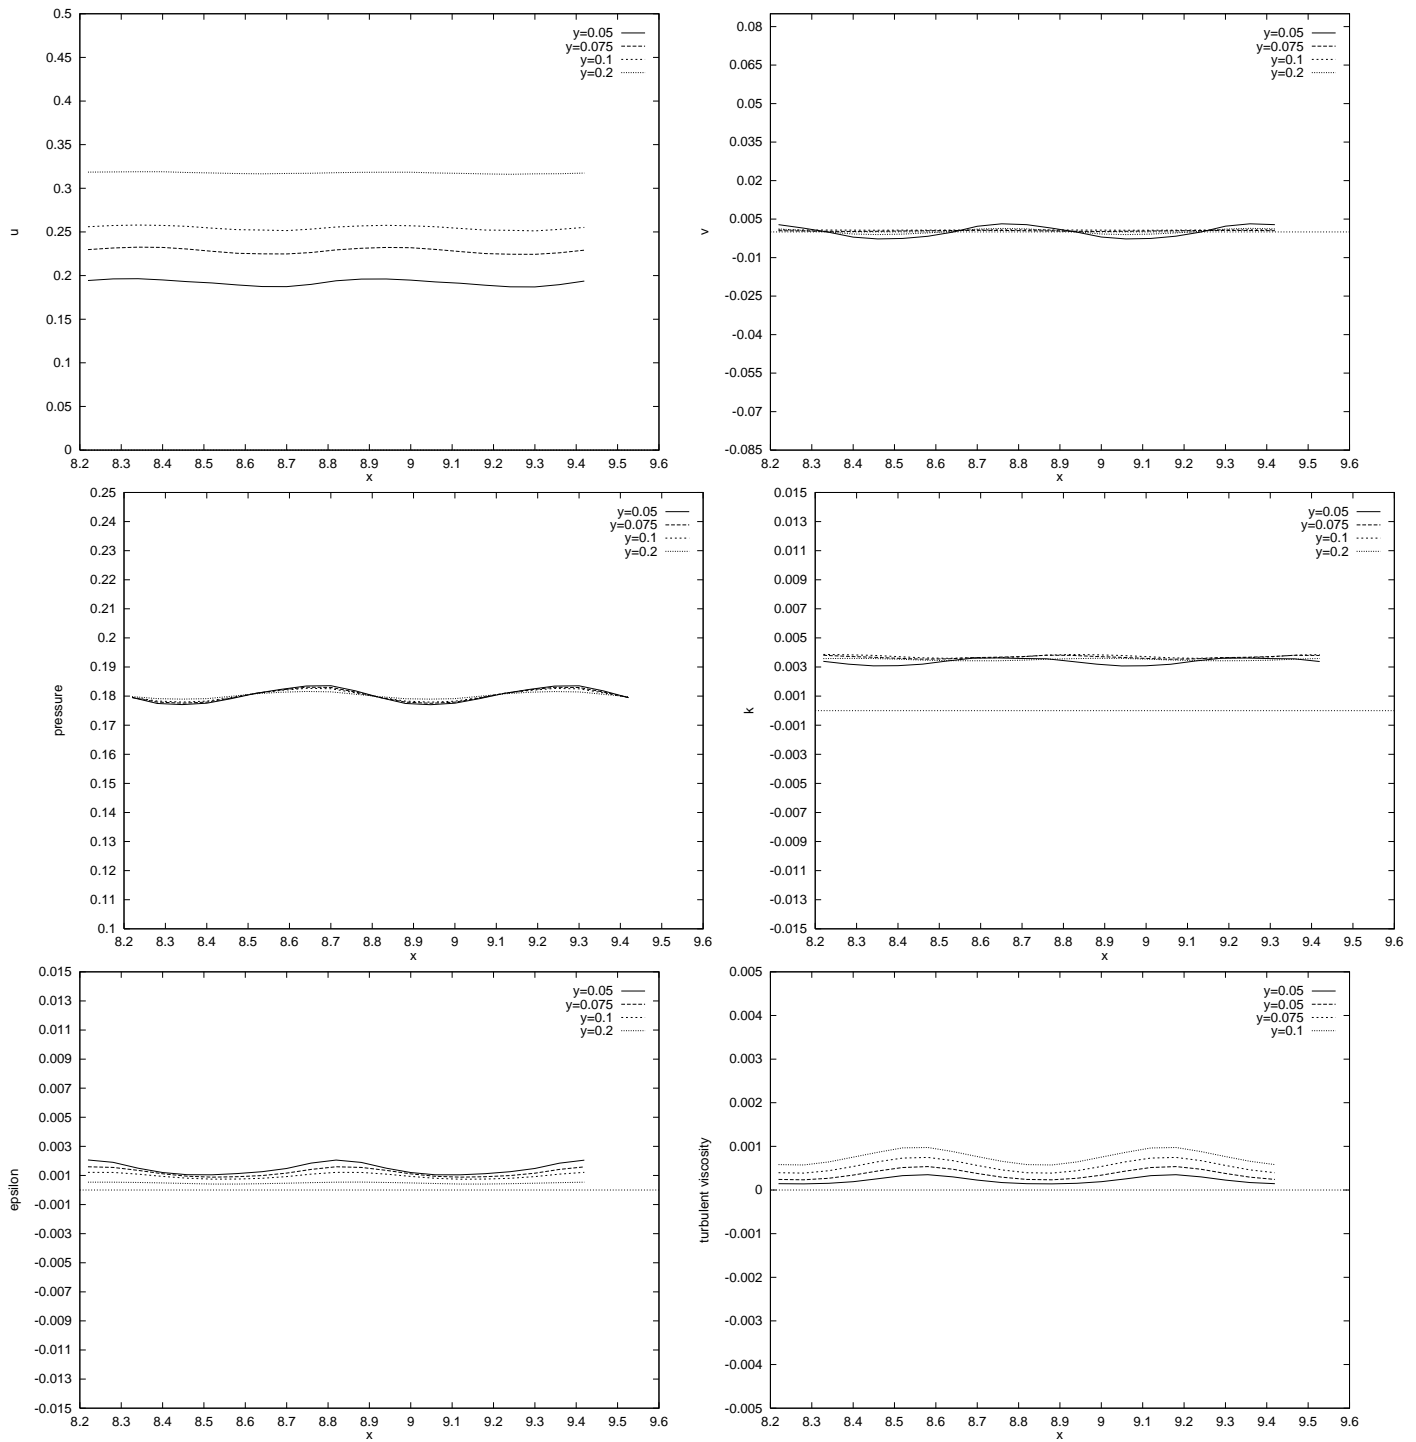 0.5
0.45
0.4
0.35
0.3
0.25
0.2
0.15
0.1
0.05
0
u
y=0.05
y=0.075
y=0.1
y=0.2
8.2 8.3 8.4 8.5 8.6 8.7 8.8 8.9 9 9.1 9.2 9.3 9.4 9.5 9.6
x
0.08
0.065
0.05
0.035
0.02
0.005
-0.01
-0.025
-0.04
-0.055
-0.07
-0.085
v
y=0.05
y=0.075
y=0.1
y=0.2
8.2 8.3 8.4 8.5 8.6 8.7 8.8 8.9 9 9.1 9.2 9.3 9.4 9.5 9.6
x
0.25
0.24
0.23
0.22
0.21
0.2
0.19
0.18
0.17
0.16
0.15
0.14
0.13
0.12
0.11
0.1
pressure
y=0.05
y=0.075
y=0.1
y=0.2
8.2 8.3 8.4 8.5 8.6 8.7 8.8 8.9 9 9.1 9.2 9.3 9.4 9.5 9.6
x
0.015
0.013
0.011
0.009
0.007
0.005
0.003
0.001
-0.001
-0.003
-0.005
-0.007
-0.009
-0.011
-0.013
-0.015
k
y=0.05
y=0.075
y=0.1
y=0.2
8.2 8.3 8.4 8.5 8.6 8.7 8.8 8.9 9 9.1 9.2 9.3 9.4 9.5 9.6
x
0.015
0.013
0.011
0.009
0.007
0.005
0.003
0.001
-0.001
-0.003
-0.005
-0.007
-0.009
-0.011
-0.013
-0.015
epsilon
y=0.05
y=0.075
y=0.1
y=0.2
8.2 8.3 8.4 8.5 8.6 8.7 8.8 8.9 9 9.1 9.2 9.3 9.4 9.5 9.6
x
0.005
0.004
0.003
0.002
0.001
0
-0.001
-0.002
-0.003
-0.004
-0.005
turbulent viscosity
y=0.05
y=0.05
y=0.075
y=0.1
8.2 8.3 8.4 8.5 8.6 8.7 8.8 8.9 9 9.1 9.2 9.3 9.4 9.5 9.6
x